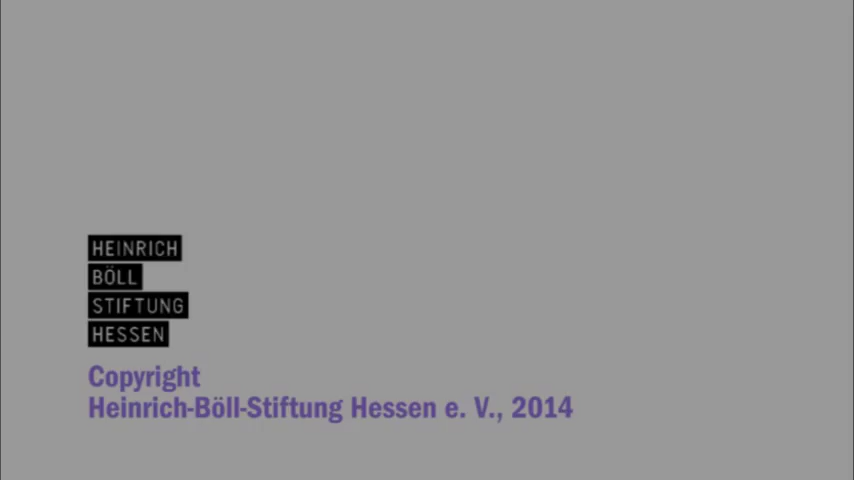 HEINRICH
BÖLL
STIFTUNG
HESSEN
Copyright
Heinrich-Böll-Stiftung Hessen e. V., 2014